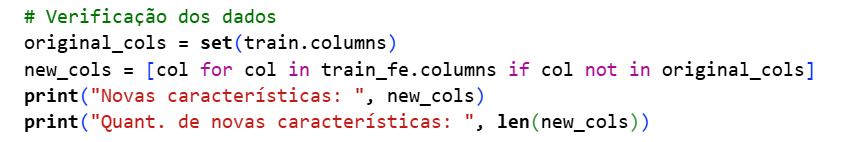 # Verificação dos dados
original_cols = set(train.columns)
new_cols = [col for col in train_fe.columns if col not in original_cols]
print("Novas características: ", new_cols)
print("Quant. de novas características: ", len(new_cols))